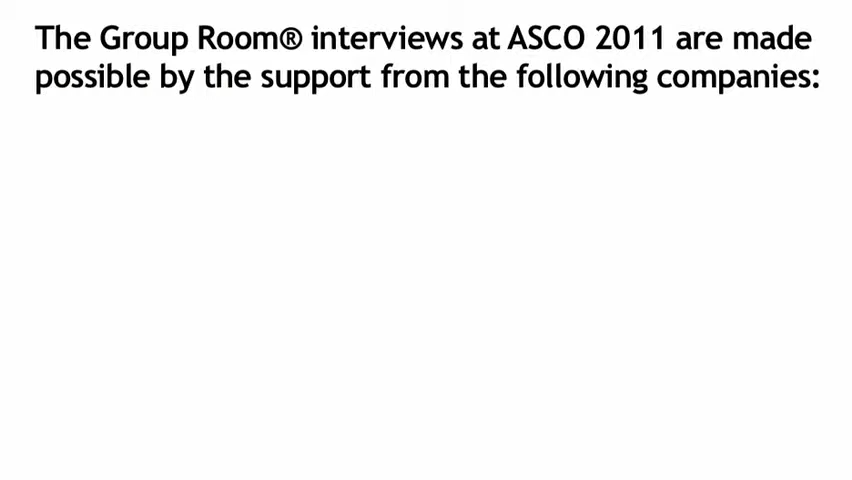 The Group Room® interviews at ASCO 2011 are made
possible by the support from the following companies: